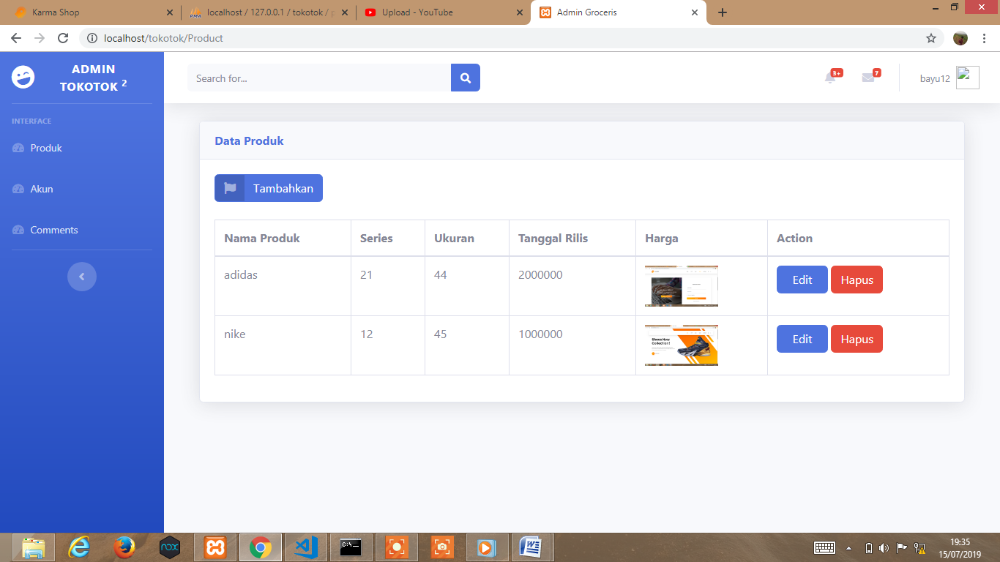 Karma Shop
localhost / 127.0.0.1 / tokotok / p
Upload - YouTube
Admin Groceris
localhost/tokotok/Product
ADMIN
TOKOTOK 2
Search for...
3+
7
bayu12
INTERFACE
Produk
Akun
Comments
Data Produk
Tambahkan
Nama Produk Series Ukuran Tanggal Rilis Harga Action
adidas 21 44 2000000 Edit Hapus
nike 12 45 1000000 Edit Hapus
Shoes New
Collection!
nox
C:\_
19:35
15/07/2019